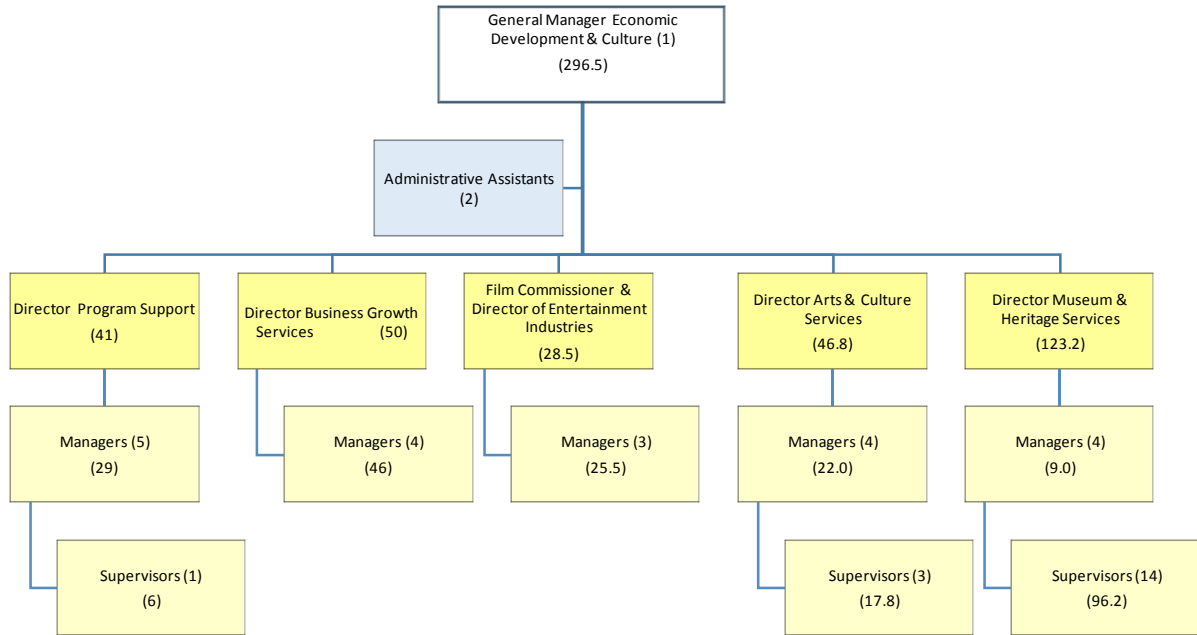 General Manager Economic
Development & Culture (1)
(296.5)
Administrative Assistants
(2)
Director Program Support
(41)
Director Business Growth
Services (50)
Film Commissioner &
Director of Entertainment
Industries
(28.5)
Director Arts & Culture
Services
(46.8)
Director Museum &
Heritage Services
(123.2)
Managers (5)
(29)
Managers (4)
(46)
Managers (3)
(25.5)
Managers (4)
(22.0)
Managers (4)
(9.0)
Supervisors (1)
(6)
Supervisors (3)
(17.8)
Supervisors (14)
(96.2)